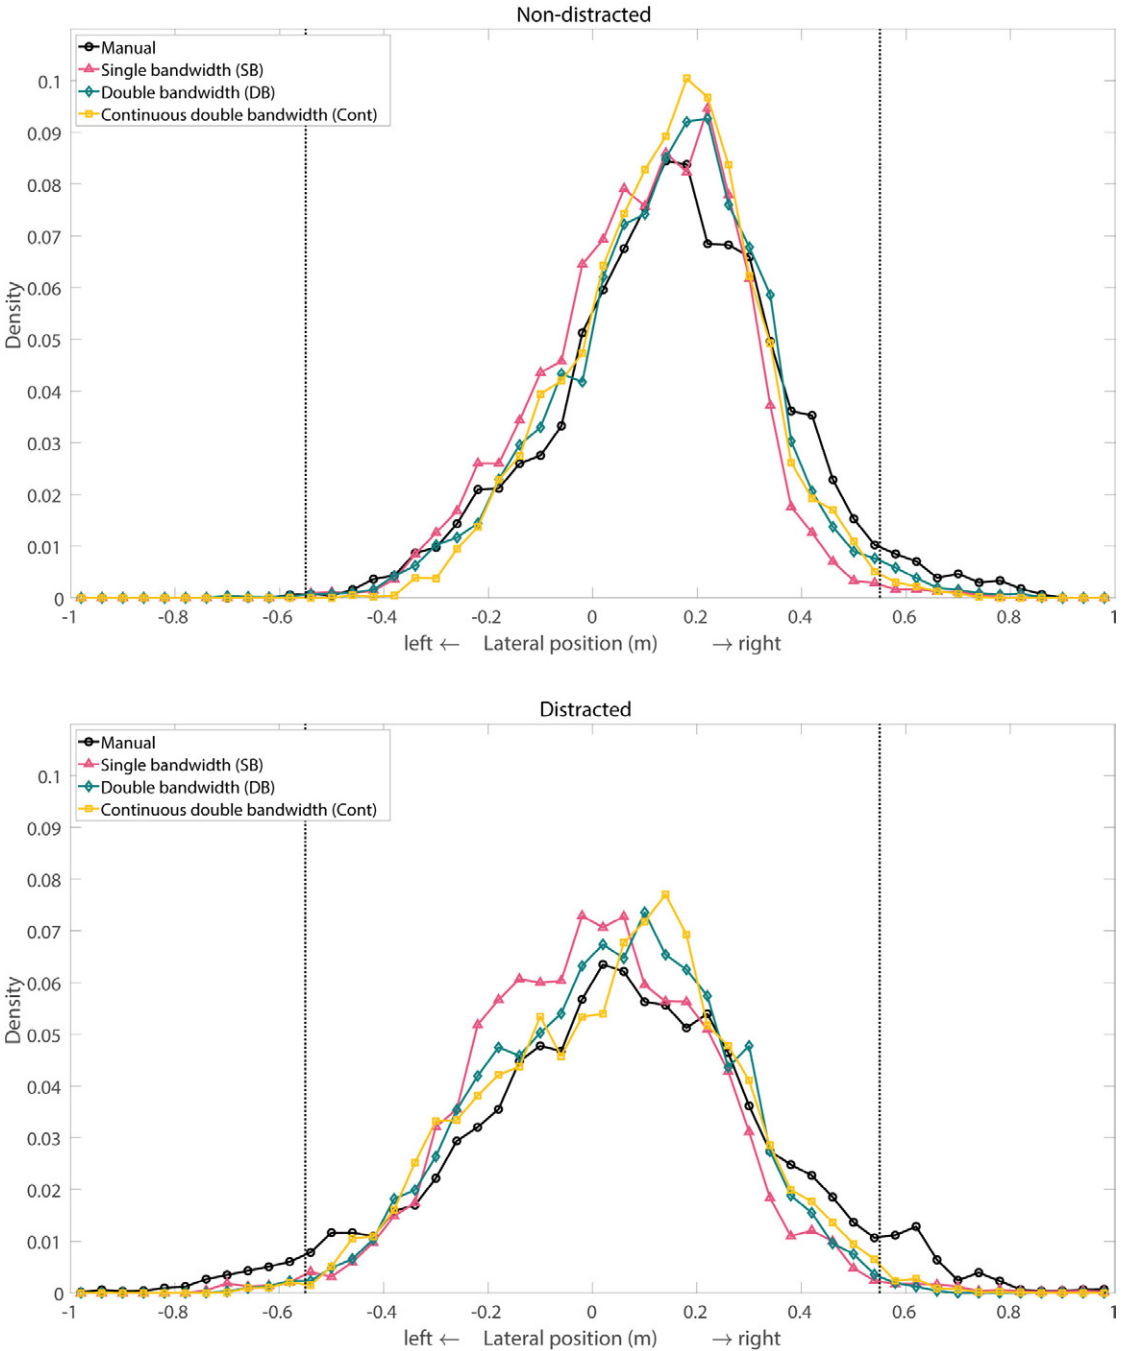 Non-distracted
Manual
Single bandwidth (SB)
Double bandwidth (DB)
Continuous double bandwidth (Cont)
0.1
0.09
0.08
0.07
0.06
0.05
0.04
0.03
0.02
0.01
0
Density
-1 -0.8 -0.6 -0.4 -0.2 0 0.2 0.4 0.6 0.8 1
left ← Lateral position (m) → right
Distracted
Manual
Single bandwidth (SB)
Double bandwidth (DB)
Continuous double bandwidth (Cont)
0.1
0.09
0.08
0.07
0.06
0.05
0.04
0.03
0.02
0.01
0
Density
-1 -0.8 -0.6 -0.4 -0.2 0 0.2 0.4 0.6 0.8 1
left ← Lateral position (m) → right